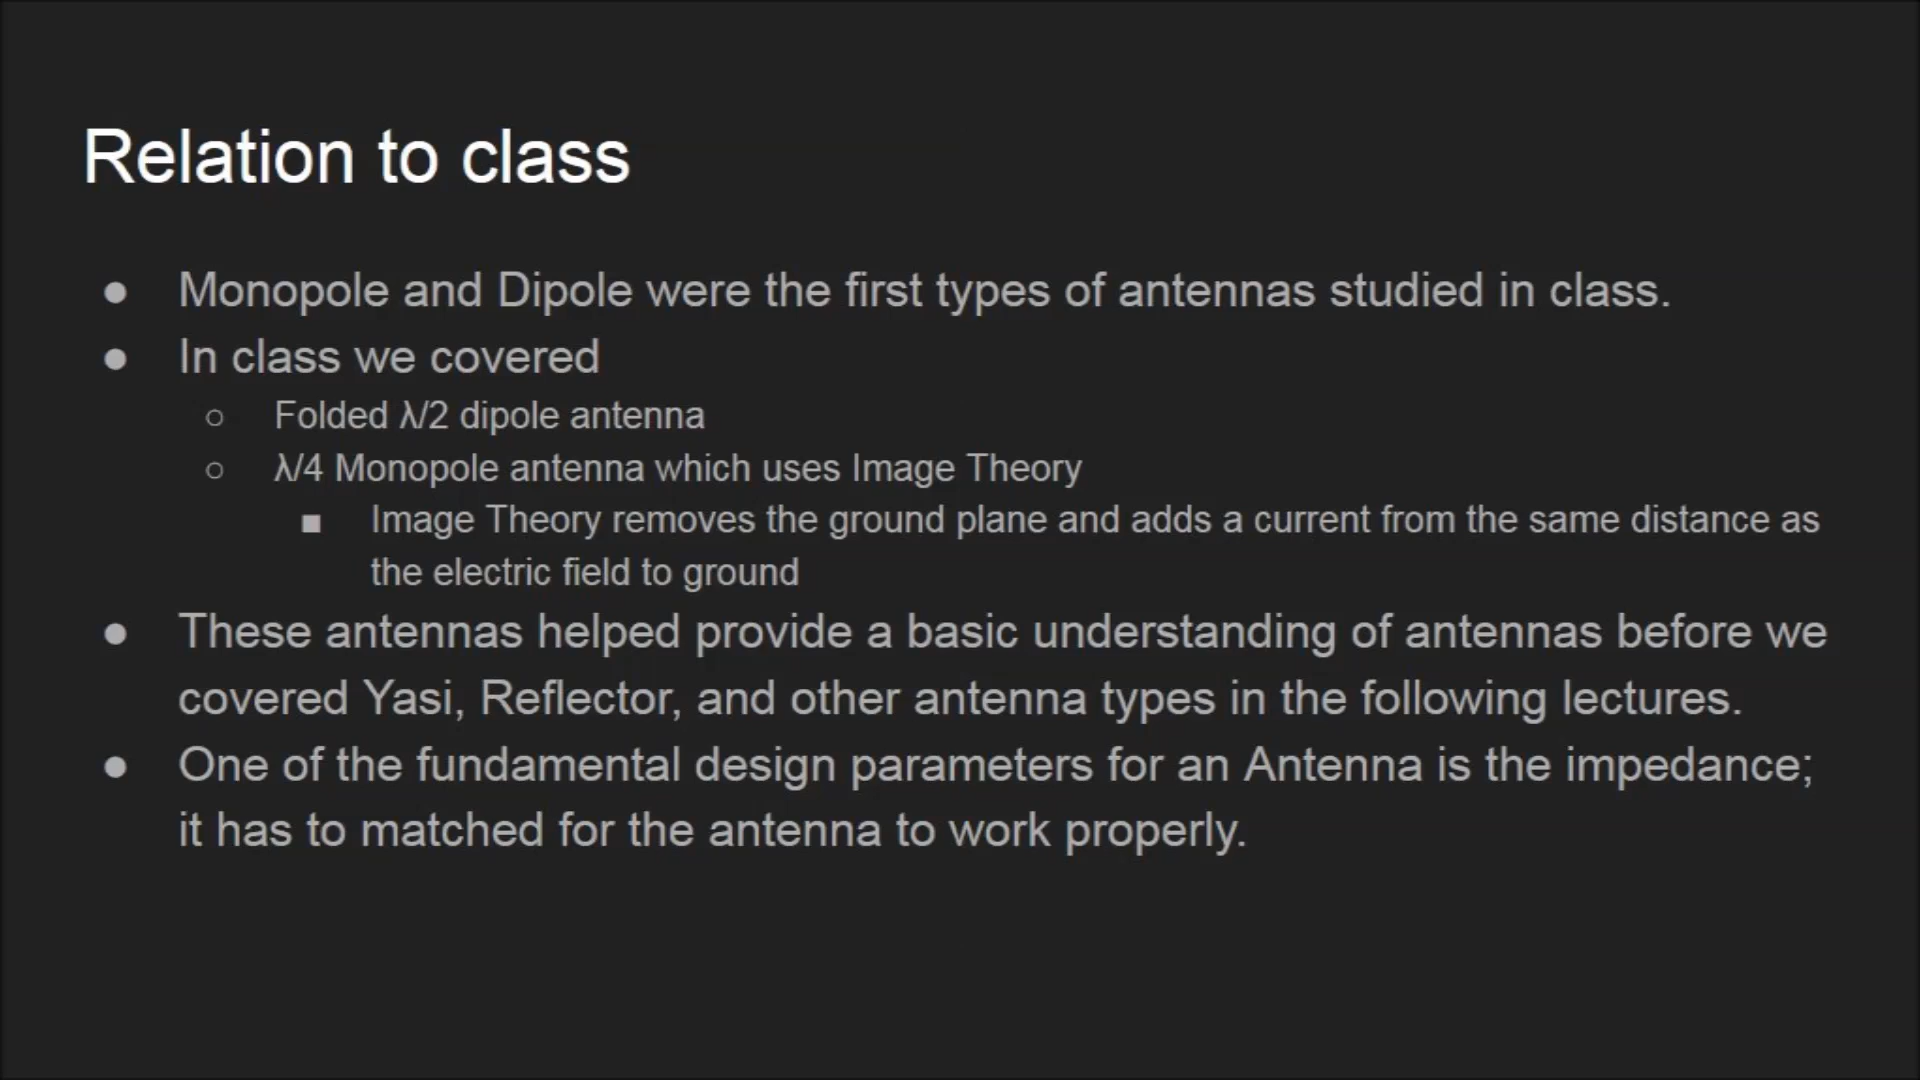 Relation to class
● Monopole and Dipole were the first types of antennas studied in class.
● In class we covered
○ Folded λ/2 dipole antenna
○ λ/4 Monopole antenna which uses Image Theory
■ Image Theory removes the ground plane and adds a current from the same distance as
the electric field to ground
● These antennas helped provide a basic understanding of antennas before we
covered Yasi, Reflector, and other antenna types in the following lectures.
● One of the fundamental design parameters for an Antenna is the impedance;
it has to matched for the antenna to work properly.